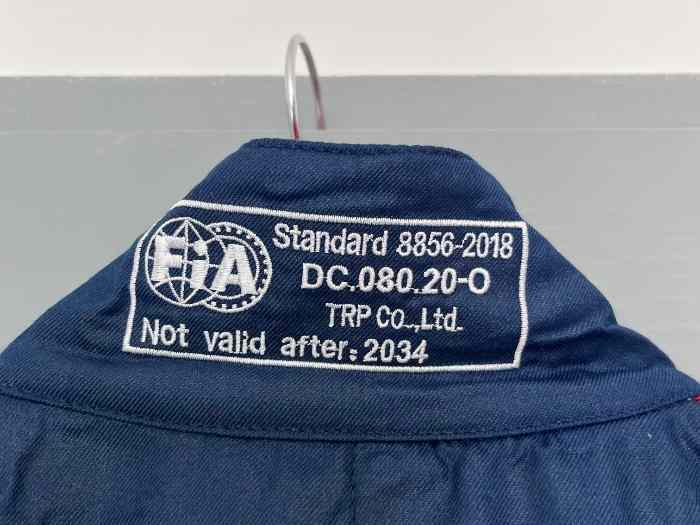 FiA
Standard 8856-2018
DC.080.20-O
TRP Co.,Ltd.
Not valid after: 2034